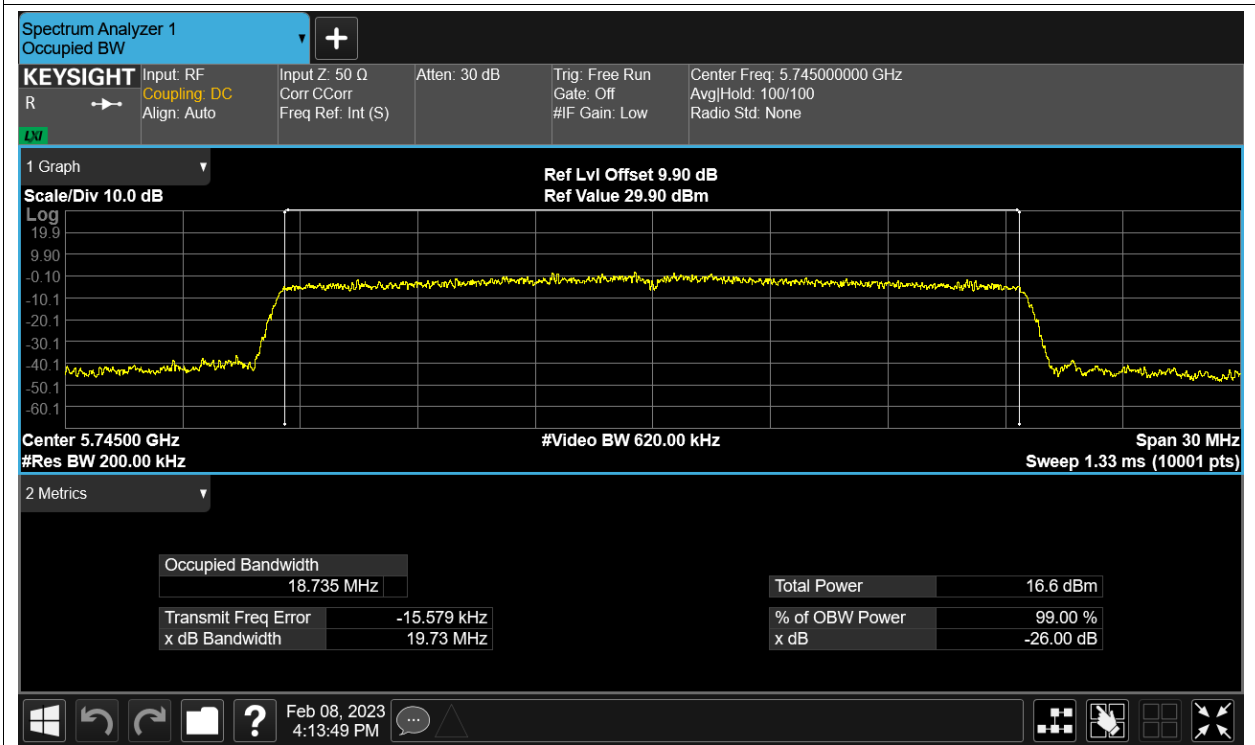 Spectrum Analyzer 1
Occupied BW
KEYSIGHT Input: RF Input Z: 50 Ω Atten: 30 dB Trig: Free Run Center Freq: 5.745000000 GHz
R Coupling: DC Corr CCorr Gate: Off Avg|Hold: 100/100
Align: Auto Freq Ref: Int (S) #IF Gain: Low Radio Std: None
LXI
1 Graph Ref Lvl Offset 9.90 dB
Scale/Div 10.0 dB Ref Value 29.90 dBm
Log
19.9
9.90
-0.10
-10.1
-20.1
-30.1
-40.1
-50.1
-60.1
Center 5.74500 GHz #Video BW 620.00 kHz Span 30 MHz
#Res BW 200.00 kHz Sweep 1.33 ms (10001 pts)
2 Metrics
Occupied Bandwidth
18.735 MHz Total Power 16.6 dBm
Transmit Freq Error -15.579 kHz % of OBW Power 99.00 %
x dB Bandwidth 19.73 MHz x dB -26.00 dB
Feb 08, 2023
4:13:49 PM